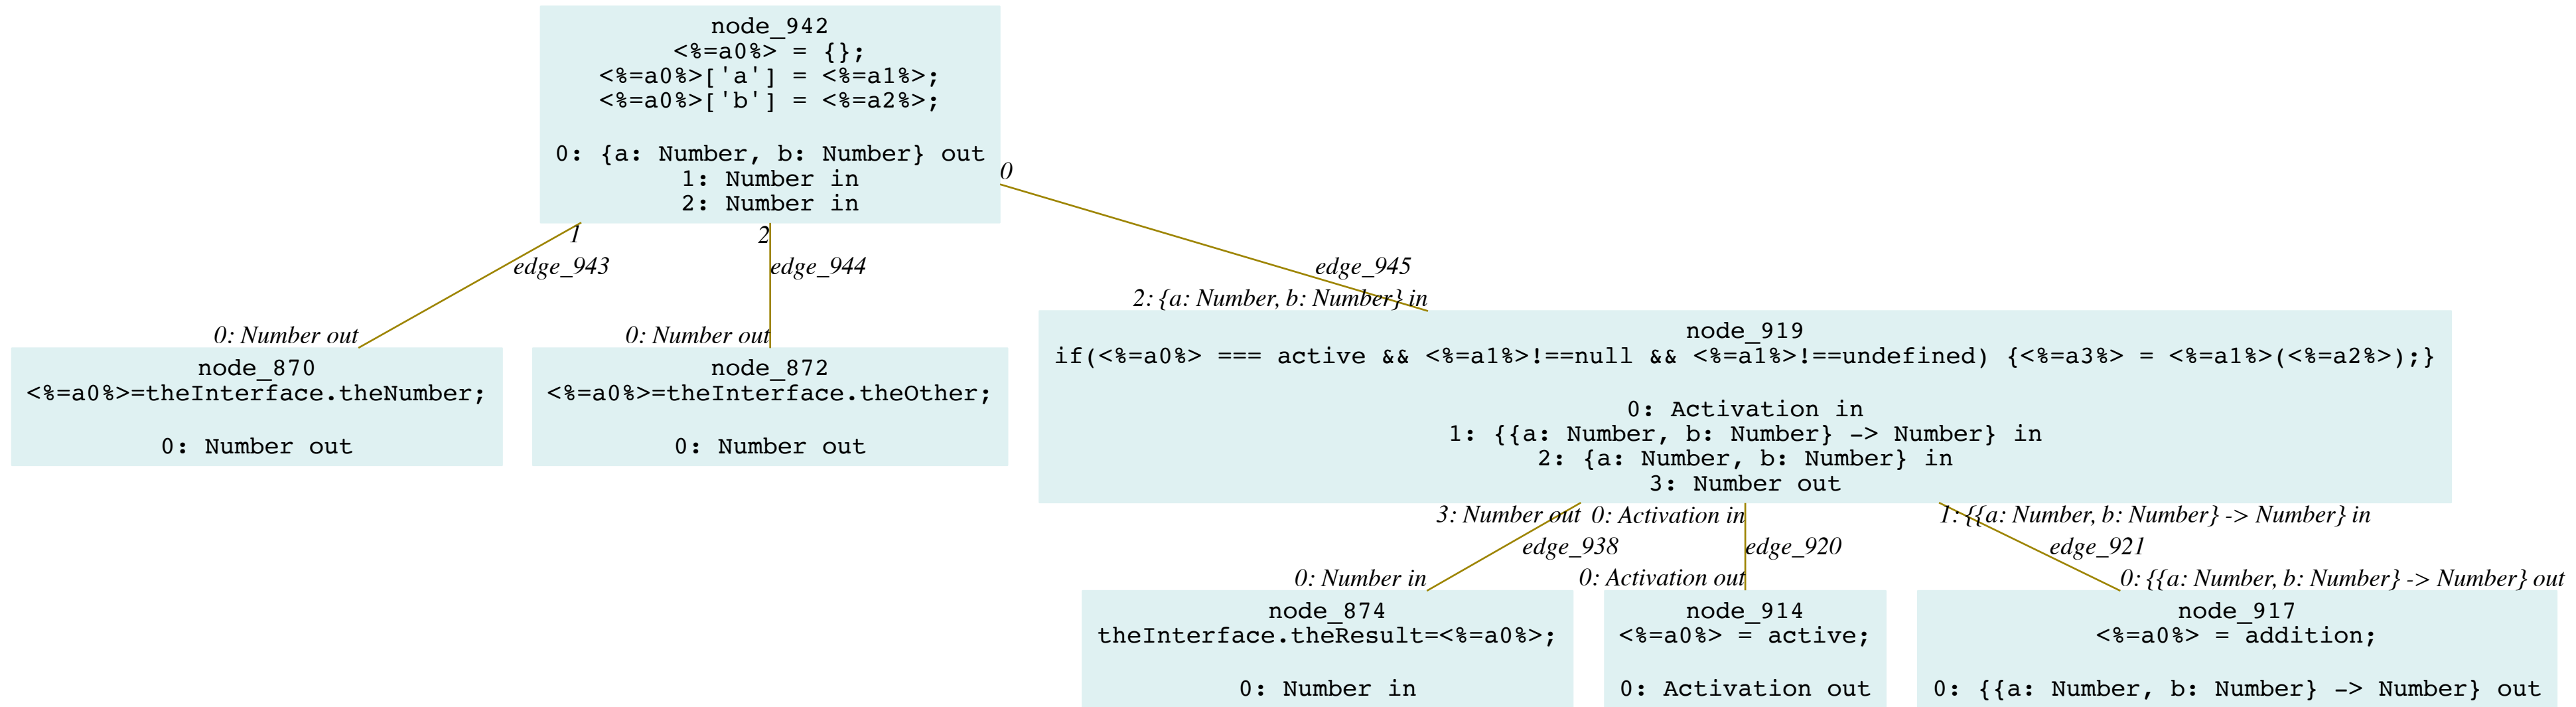 node_942
<%=a0%> = {};
<%=a0%>['a'] = <%=a1%>;
<%=a0%>['b'] = <%=a2%>;
0: {a: Number, b: Number} out
1: Number in
2: Number in
0
1
2
edge_943
edge_944
edge_945
0: Number out
0: Number out
2: {a: Number, b: Number} in
node_870
<%=a0%>=theInterface.theNumber;
0: Number out
node_872
<%=a0%>=theInterface.theOther;
0: Number out
node_919
if(<%=a0%> === active && <%=a1%>!==null && <%=a1%>!==undefined) {<%=a3%> = <%=a1%>(<%=a2%>);}
0: Activation in
1: {{a: Number, b: Number} -> Number} in
2: {a: Number, b: Number} in
3: Number out
3: Number out
0: Activation in
1: {{a: Number, b: Number} -> Number} in
edge_938
edge_920
edge_921
0: Number in
0: Activation out
0: {{a: Number, b: Number} -> Number} out
node_874
theInterface.theResult=<%=a0%>;
0: Number in
node_914
<%=a0%> = active;
0: Activation out
node_917
<%=a0%> = addition;
0: {{a: Number, b: Number} -> Number} out